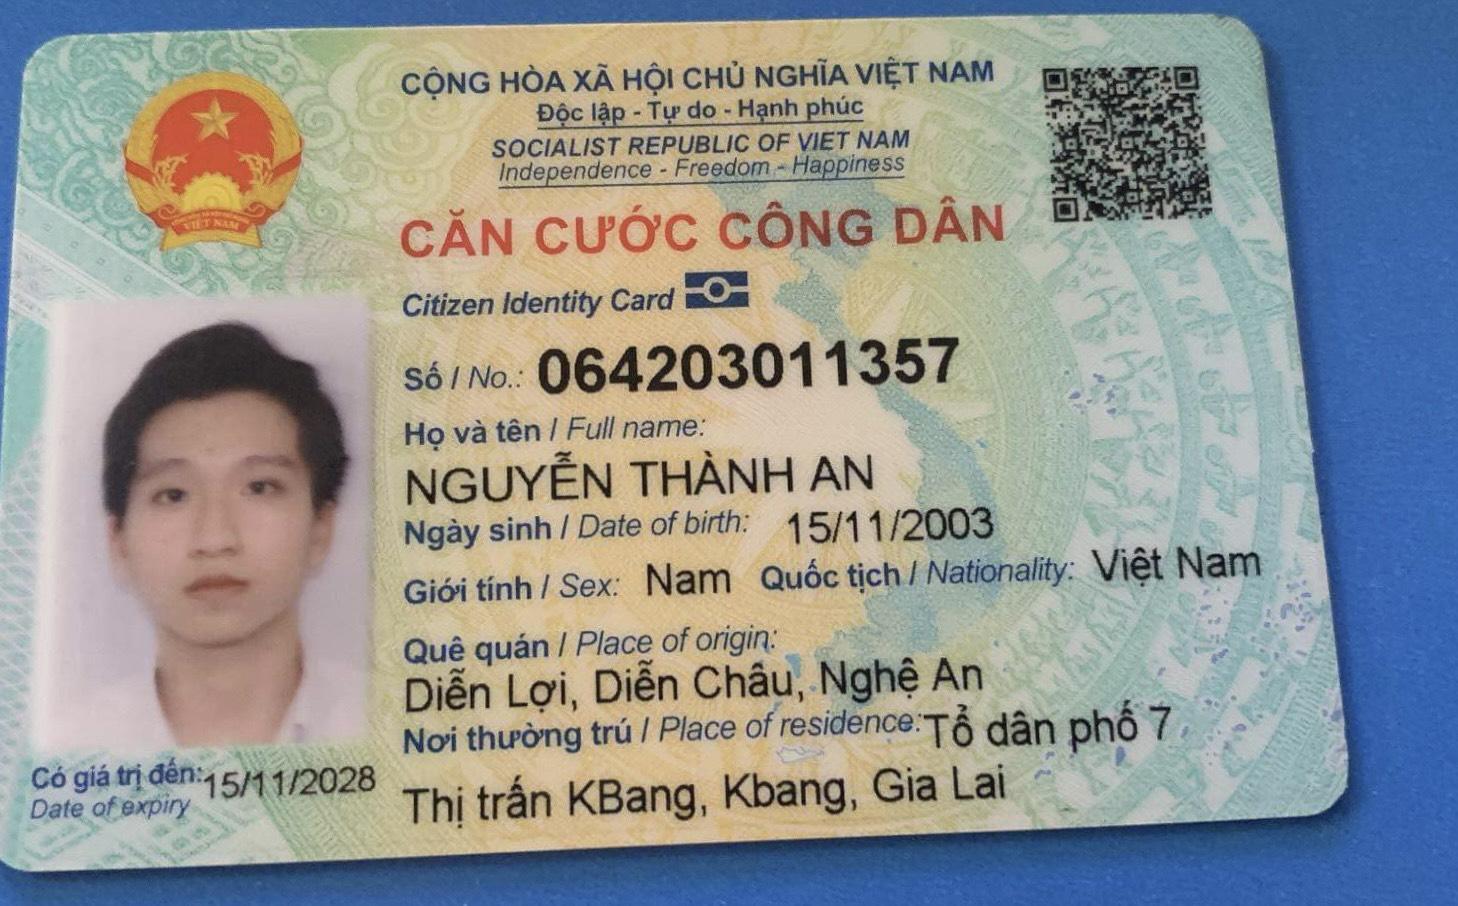 CỘNG HÒA XÃ HỘI CHỦ NGHĨA VIỆT NAM
Độc lập - Tự do - Hạnh phúc
SOCIALIST REPUBLIC OF VIET NAM
Independence - Freedom - Happiness
VIỆT NAM
CĂN CƯỚC CÔNG DÂN
Citizen Identity Card
Số / No.: 064203011357
Họ và tên / Full name:
NGUYỄN THÀNH AN
Ngày sinh / Date of birth: 15/11/2003
Giới tính / Sex: Nam Quốc tịch / Nationality: Việt Nam
Quê quán / Place of origin:
Diễn Lợi, Diễn Châu, Nghệ An
Nơi thường trú / Place of residence: Tổ dân phố 7
Thị trấn KBang, Kbang, Gia Lai
Có giá trị đến: 15/11/2028
Date of expiry